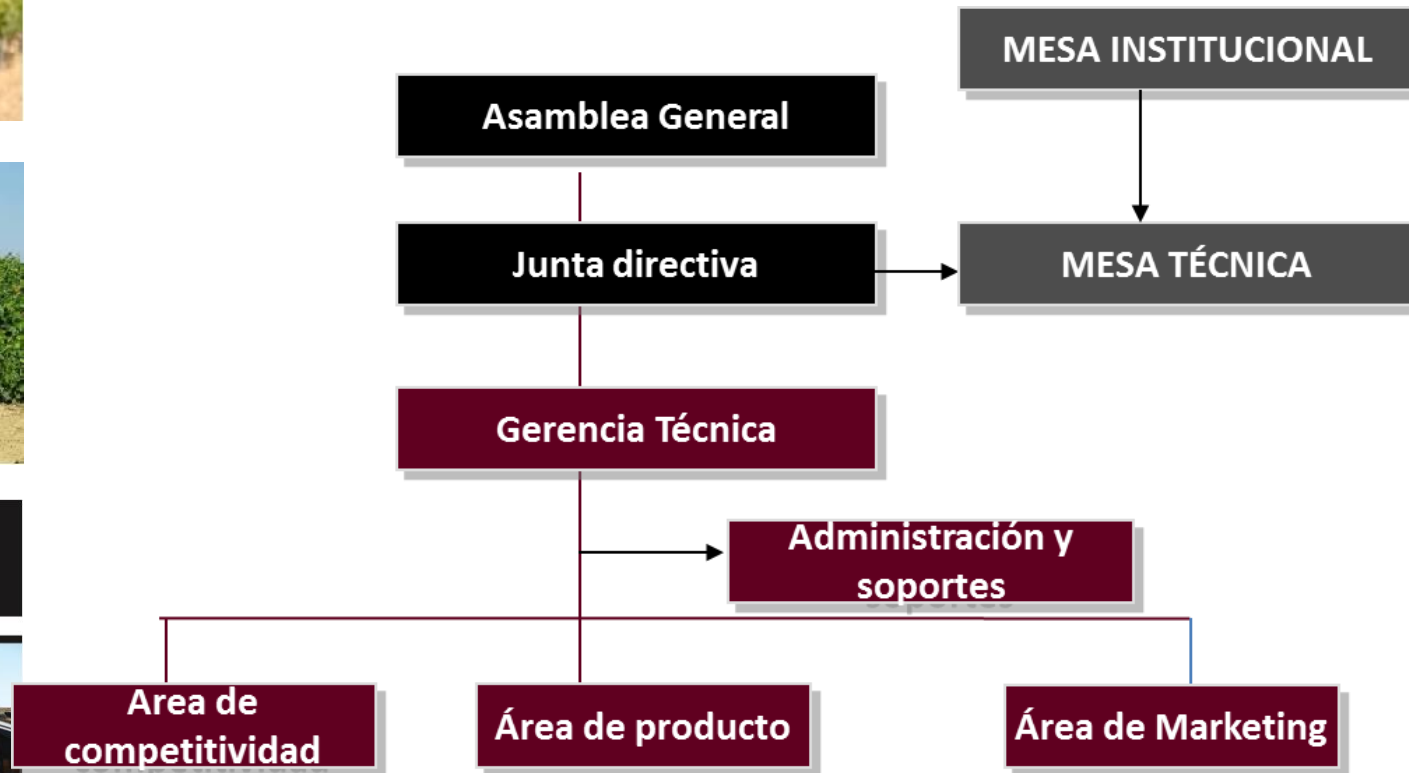 MESA INSTITUCIONAL
Asamblea General
Junta directiva
MESA TÉCNICA
Gerencia Técnica
Administración y
soportes
Area de
competitividad
Área de producto
Área de Marketing